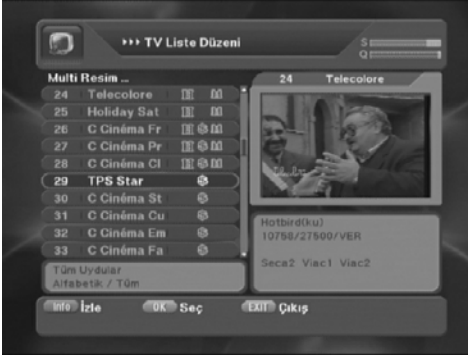 TV Liste Düzeni
S
Q
Multi Resim ...
24 Telecolore
24 Telecolore
25 Holiday Sat
26 C Cinéma Fr
27 C Cinéma Pr
28 C Cinéma Cl
29 TPS Star
30 C Cinéma St
31 C Cinéma Cu
32 C Cinéma Em
33 C Cinéma Fa
Hotbird(ku)
10758/27500/VER
Seca2 Viac1 Viac2
Tüm Uydular
Alfabetik / Tüm
Info İzle OK Seç EXIT Çıkış